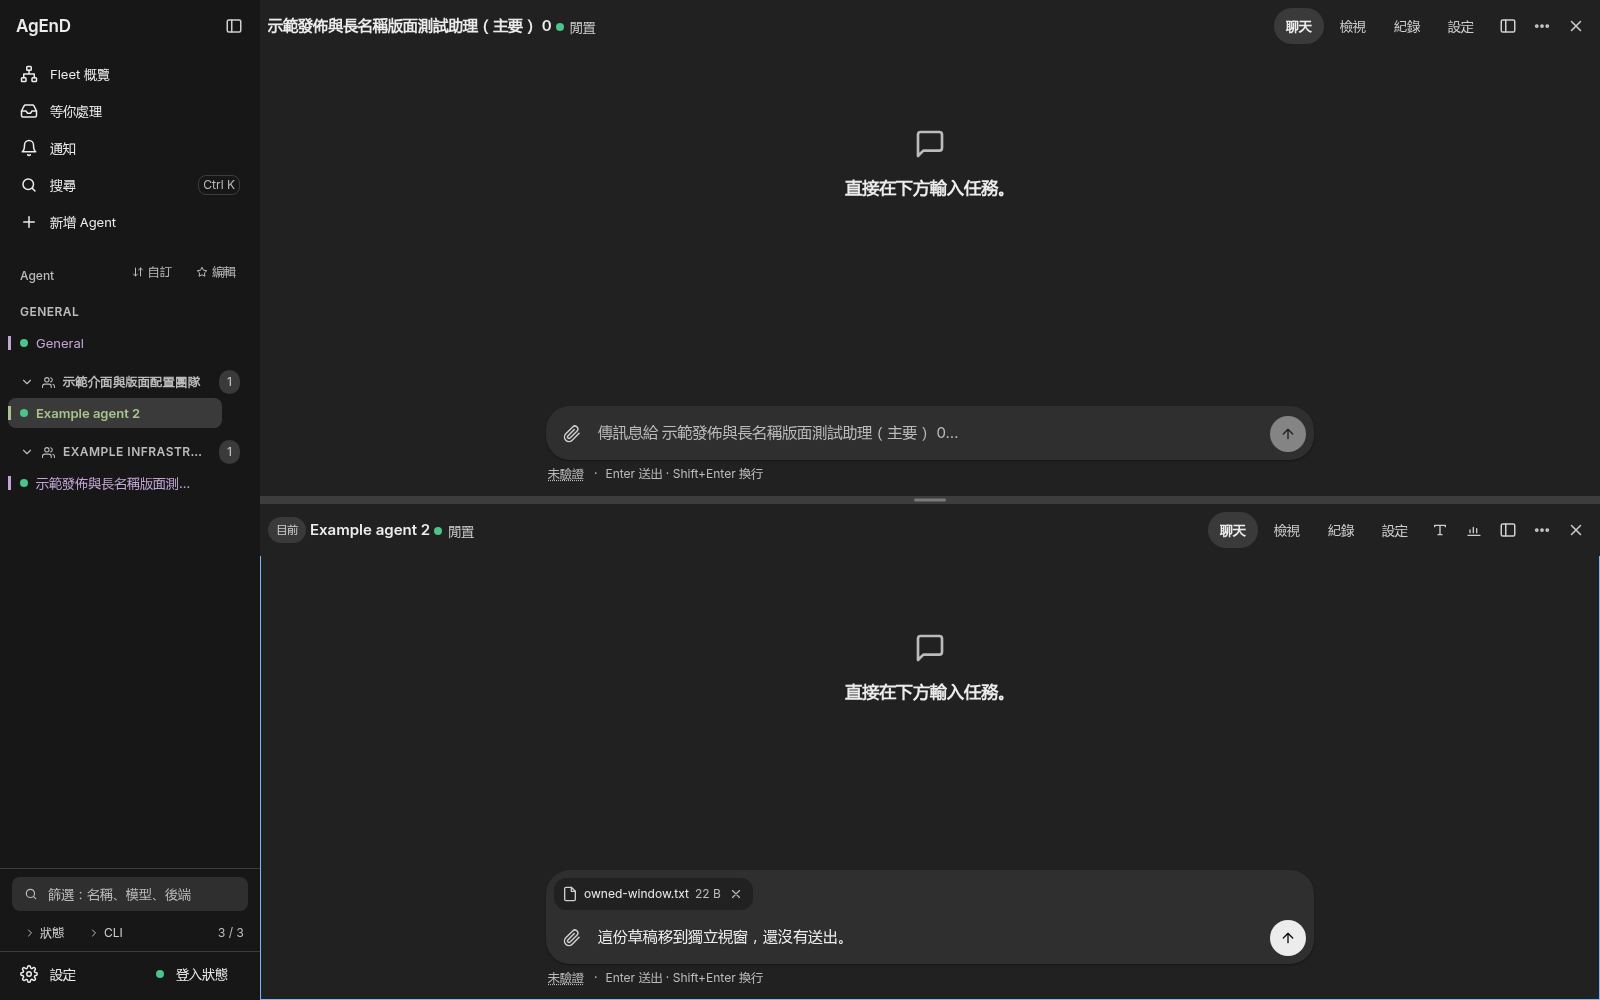 AgEnD
Fleet 概覽
等你處理
通知
搜尋 Ctrl K
新增 Agent
Agent 自訂 編輯
GENERAL
General
示範介面與版面配置團隊 1
Example agent 2
EXAMPLE INFRASTR... 1
示範發佈與長名稱版面測...
篩選：名稱、模型、後端
狀態 CLI 3 / 3
設定 登入狀態
示範發佈與長名稱版面測試助理（主要） 0 閒置 聊天 檢視 紀錄 設定
直接在下方輸入任務。
傳訊息給 示範發佈與長名稱版面測試助理（主要） 0...
未驗證 · Enter 送出 · Shift+Enter 換行
目前 Example agent 2 閒置 聊天 檢視 紀錄 設定
直接在下方輸入任務。
owned-window.txt 22 B
這份草稿移到獨立視窗，還沒有送出。
未驗證 · Enter 送出 · Shift+Enter 換行